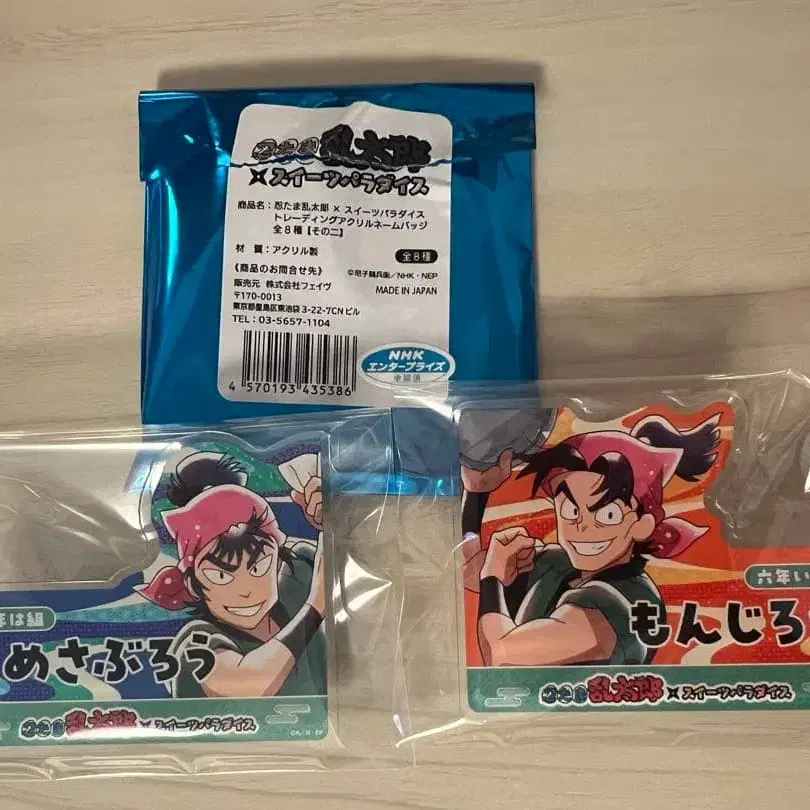 忍たま乱太郎
×スイーツパラダイス
商品名：忍たま乱太郎 × スイーツパラダイス
トレーディングアクリルネームバッジ
全8種【その二】
材 質：アクリル製
全8種
《商品のお問合せ先》
©尼子騒兵衛／NHK・NEP
販売元 株式会社フェイヴ
MADE IN JAPAN
〒170-0013
東京都豊島区東池袋 3-22-7CN ビル
TEL：03-5657-1104
NHK
エンタープライズ
承認済
4 570193 435386
年は組
めさぶろう
忍たま乱太郎×スイーツパラダイス
六年い
もんじろ
忍たま乱太郎×スイーツパラダイス